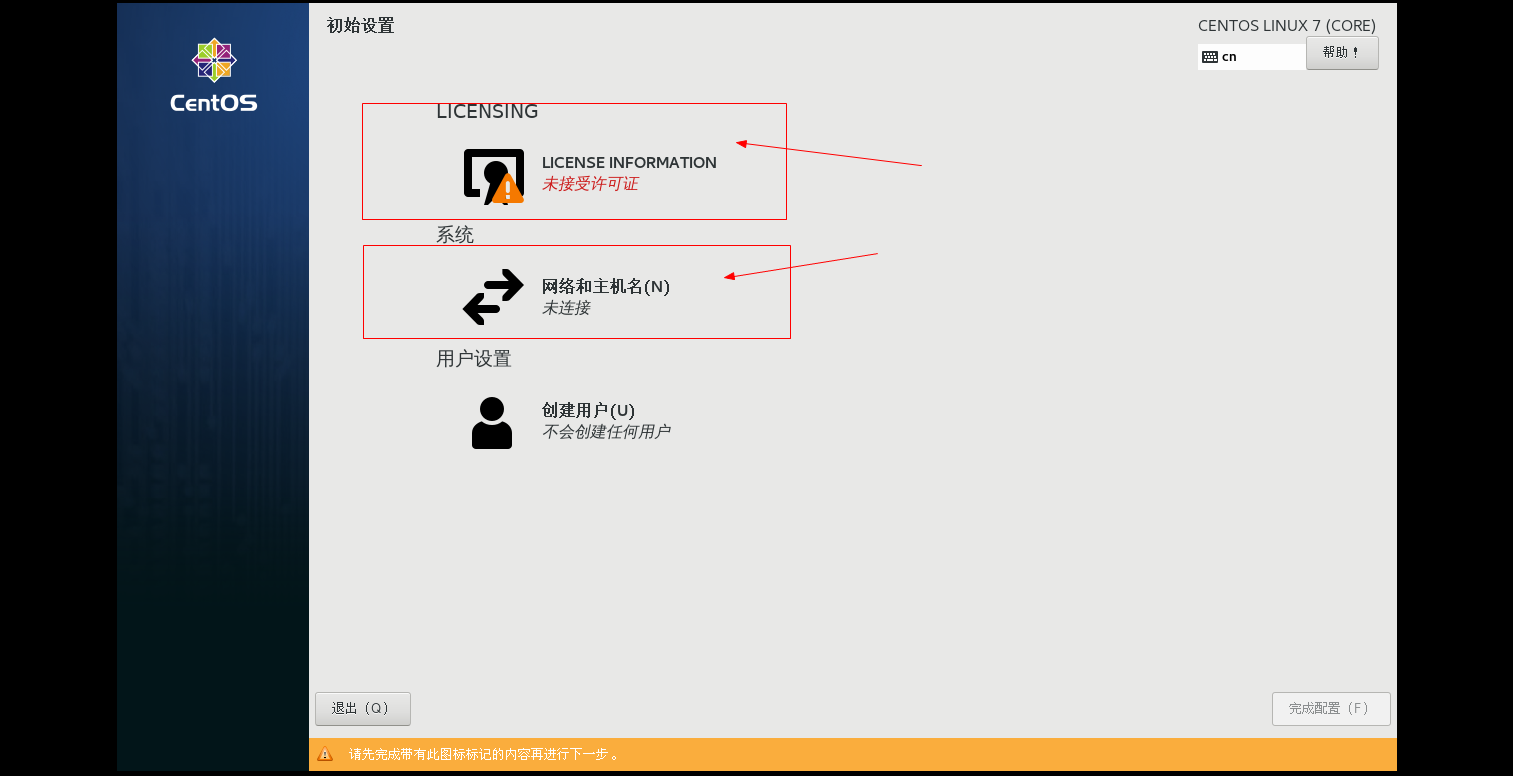 初始设置
CENTOS LINUX 7 (CORE)
cn
帮助！
CentOS
LICENSING
LICENSE INFORMATION
未接受许可证
系统
网络和主机名(N)
未连接
用户设置
创建用户(U)
不会创建任何用户
退出（Q）
完成配置（F）
请先完成带有此图标标记的内容再进行下一步。